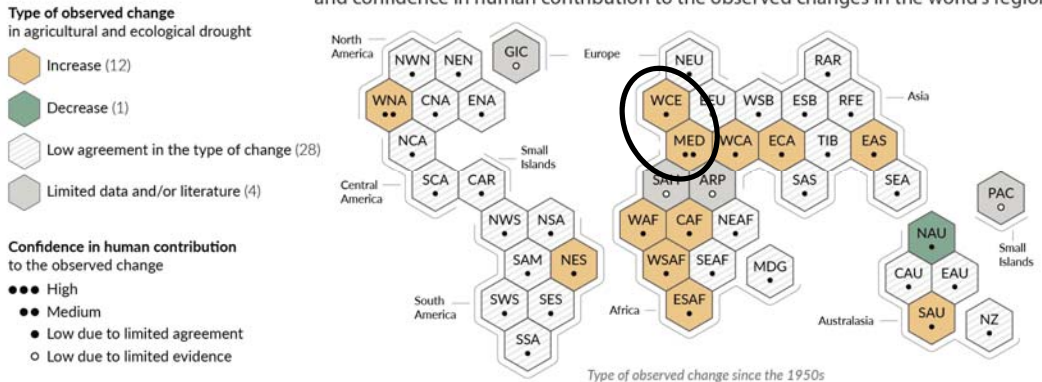 and confidence in human contribution to the observed changes in the world's region
Type of observed change
in agricultural and ecological drought
Increase (12)
Decrease (1)
Low agreement in the type of change (28)
Limited data and/or literature (4)
Confidence in human contribution
to the observed change
High
Medium
Low due to limited agreement
Low due to limited evidence
North
America
GIC
Europe
NWN NEN
NEU
RAR
WNA CNA ENA
WCE EEU WSB ESB RFE
Asia
NCA
MED WCA ECA TIB EAS
Small
Islands
Central
America
SCA CAR
SAH ARP
SAS
SEA
PAC
NWS NSA
WAF CAF NEAF
NAU
Small
Islands
SAM NES
WSAF SEAF MDG
CAU EAU
South
America
SWS SES
Africa
ESAF
Australasia
SAU NZ
SSA
Type of observed change since the 1950s